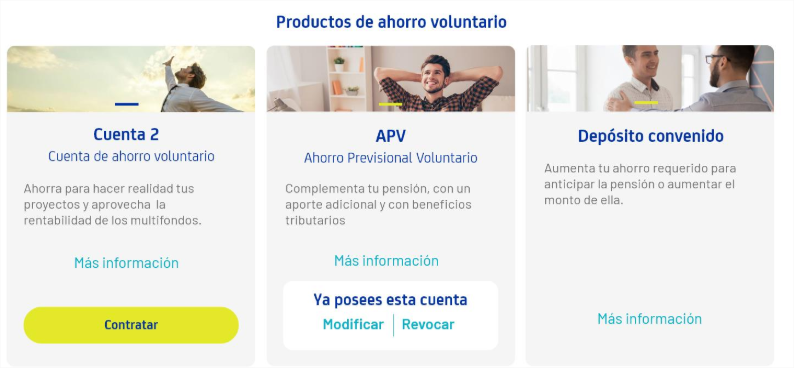 Productos de ahorro voluntario
Cuenta 2
Cuenta de ahorro voluntario
Ahorra para hacer realidad tus
proyectos y aprovecha la
rentabilidad de los multifondos.
Más información
Contratar
APV
Ahorro Previsional Voluntario
Complementa tu pensión, con un
aporte adicional y con beneficios
tributarios
Más información
Ya posees esta cuenta
Modificar | Revocar
Depósito convenido
Aumenta tu ahorro requerido para
anticipar la pensión o aumentar el
monto de ella.
Más información